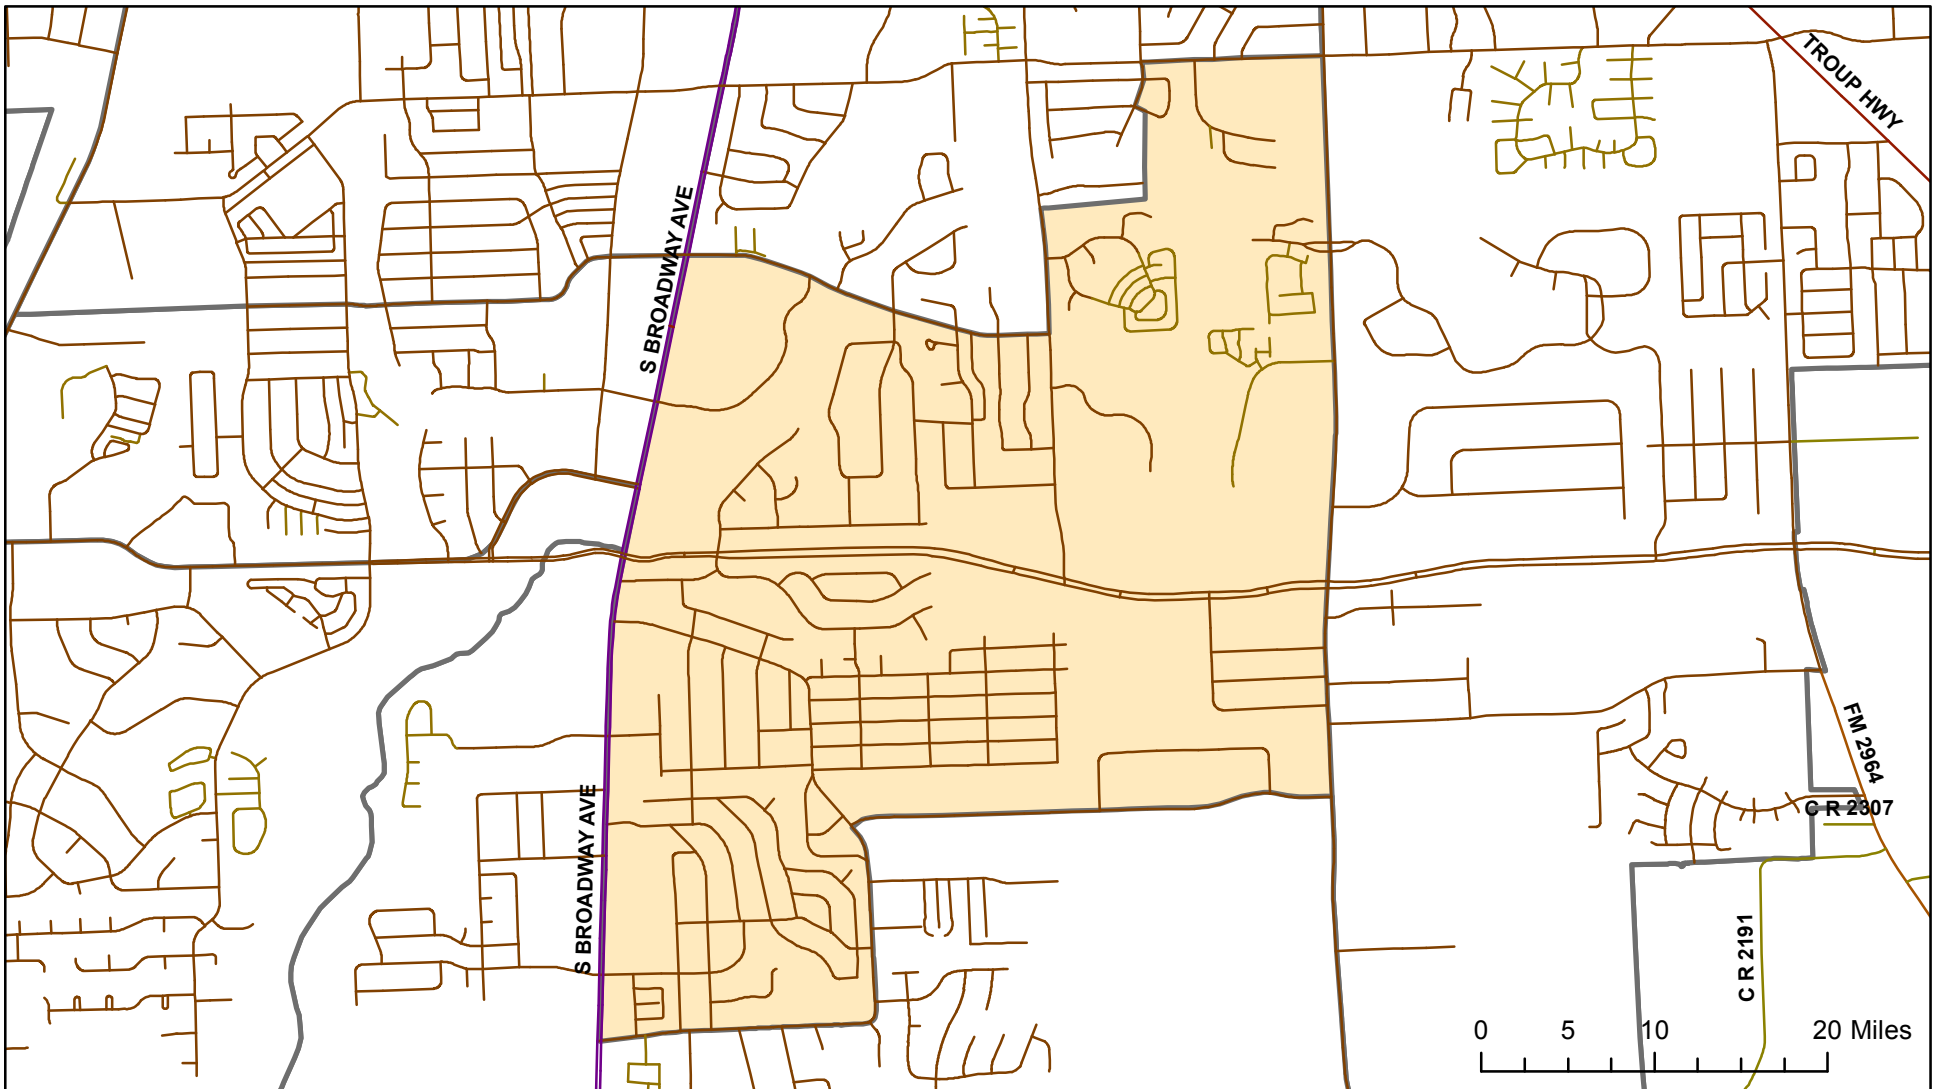 TROUP HWY
S BROADWAY AVE
FM 2964
S BROADWAY AVE
C R 2307
C R 2191
0 5 10 20 Miles